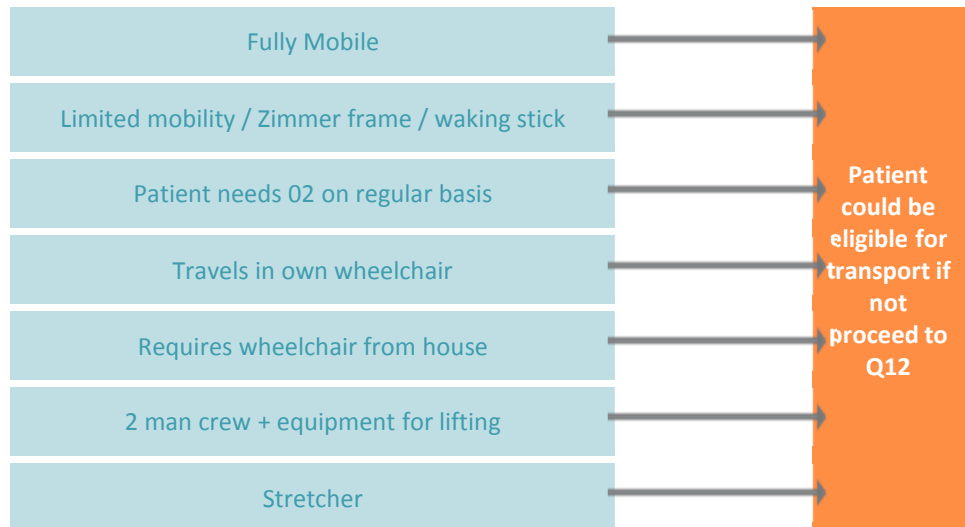 Fully Mobile
Limited mobility / Zimmer frame / waking stick
Patient needs 02 on regular basis
Travels in own wheelchair
Requires wheelchair from house
2 man crew + equipment for lifting
Stretcher
Patient
could be
eligible for
transport if
not
proceed to
Q12